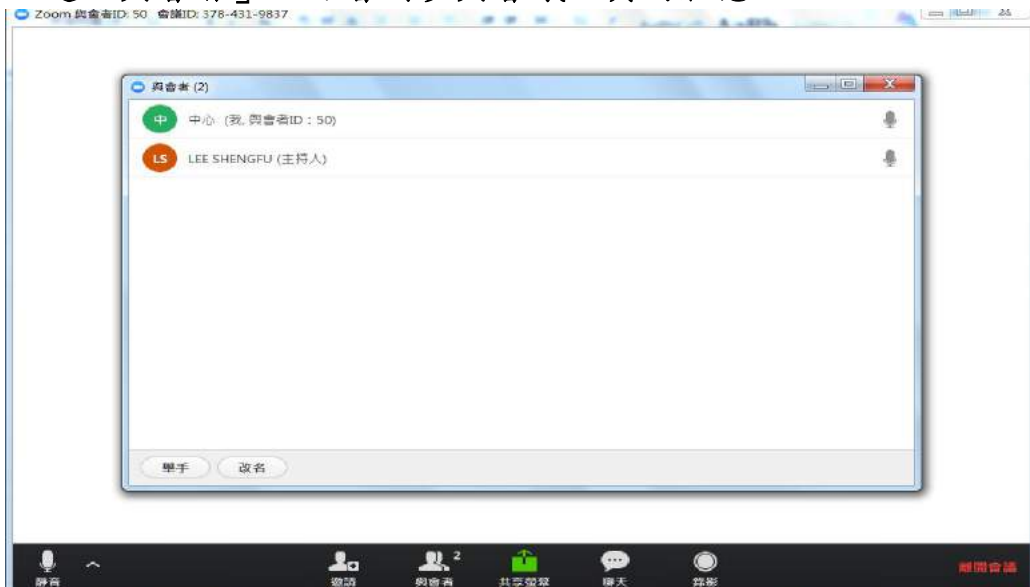 Zoom 與會者ID: 50 會議ID: 378-431-9837
與會者 (2)
中 中心 (我, 與會者ID : 50)
LS LEE SHENGFU (主持人)
舉手 改名
2
靜音 邀請 與會者 共享螢幕 聊天 錄影 離開會議